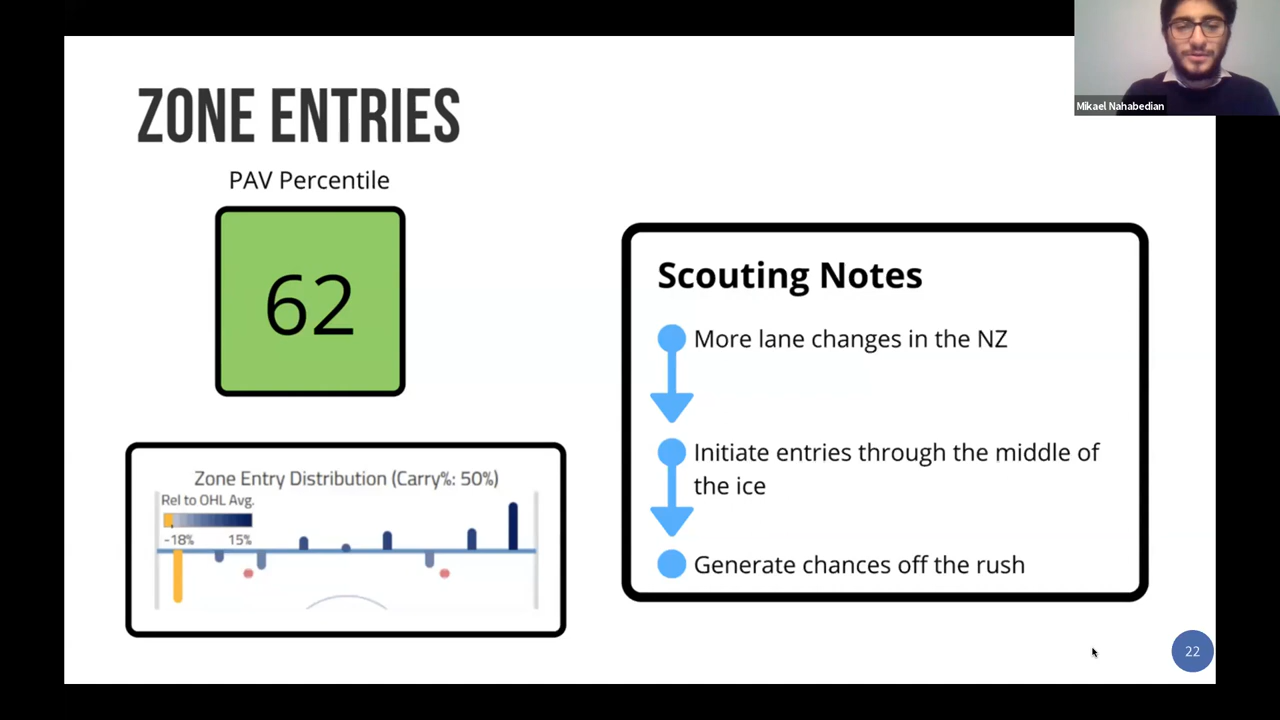 ZONE ENTRIES
PAV Percentile
62
Zone Entry Distribution (Carry%: 50%)
Rel to OHL Avg.
-18% 15%
Scouting Notes
More lane changes in the NZ
Initiate entries through the middle of
the ice
Generate chances off the rush
Mikael Nahabedian
22